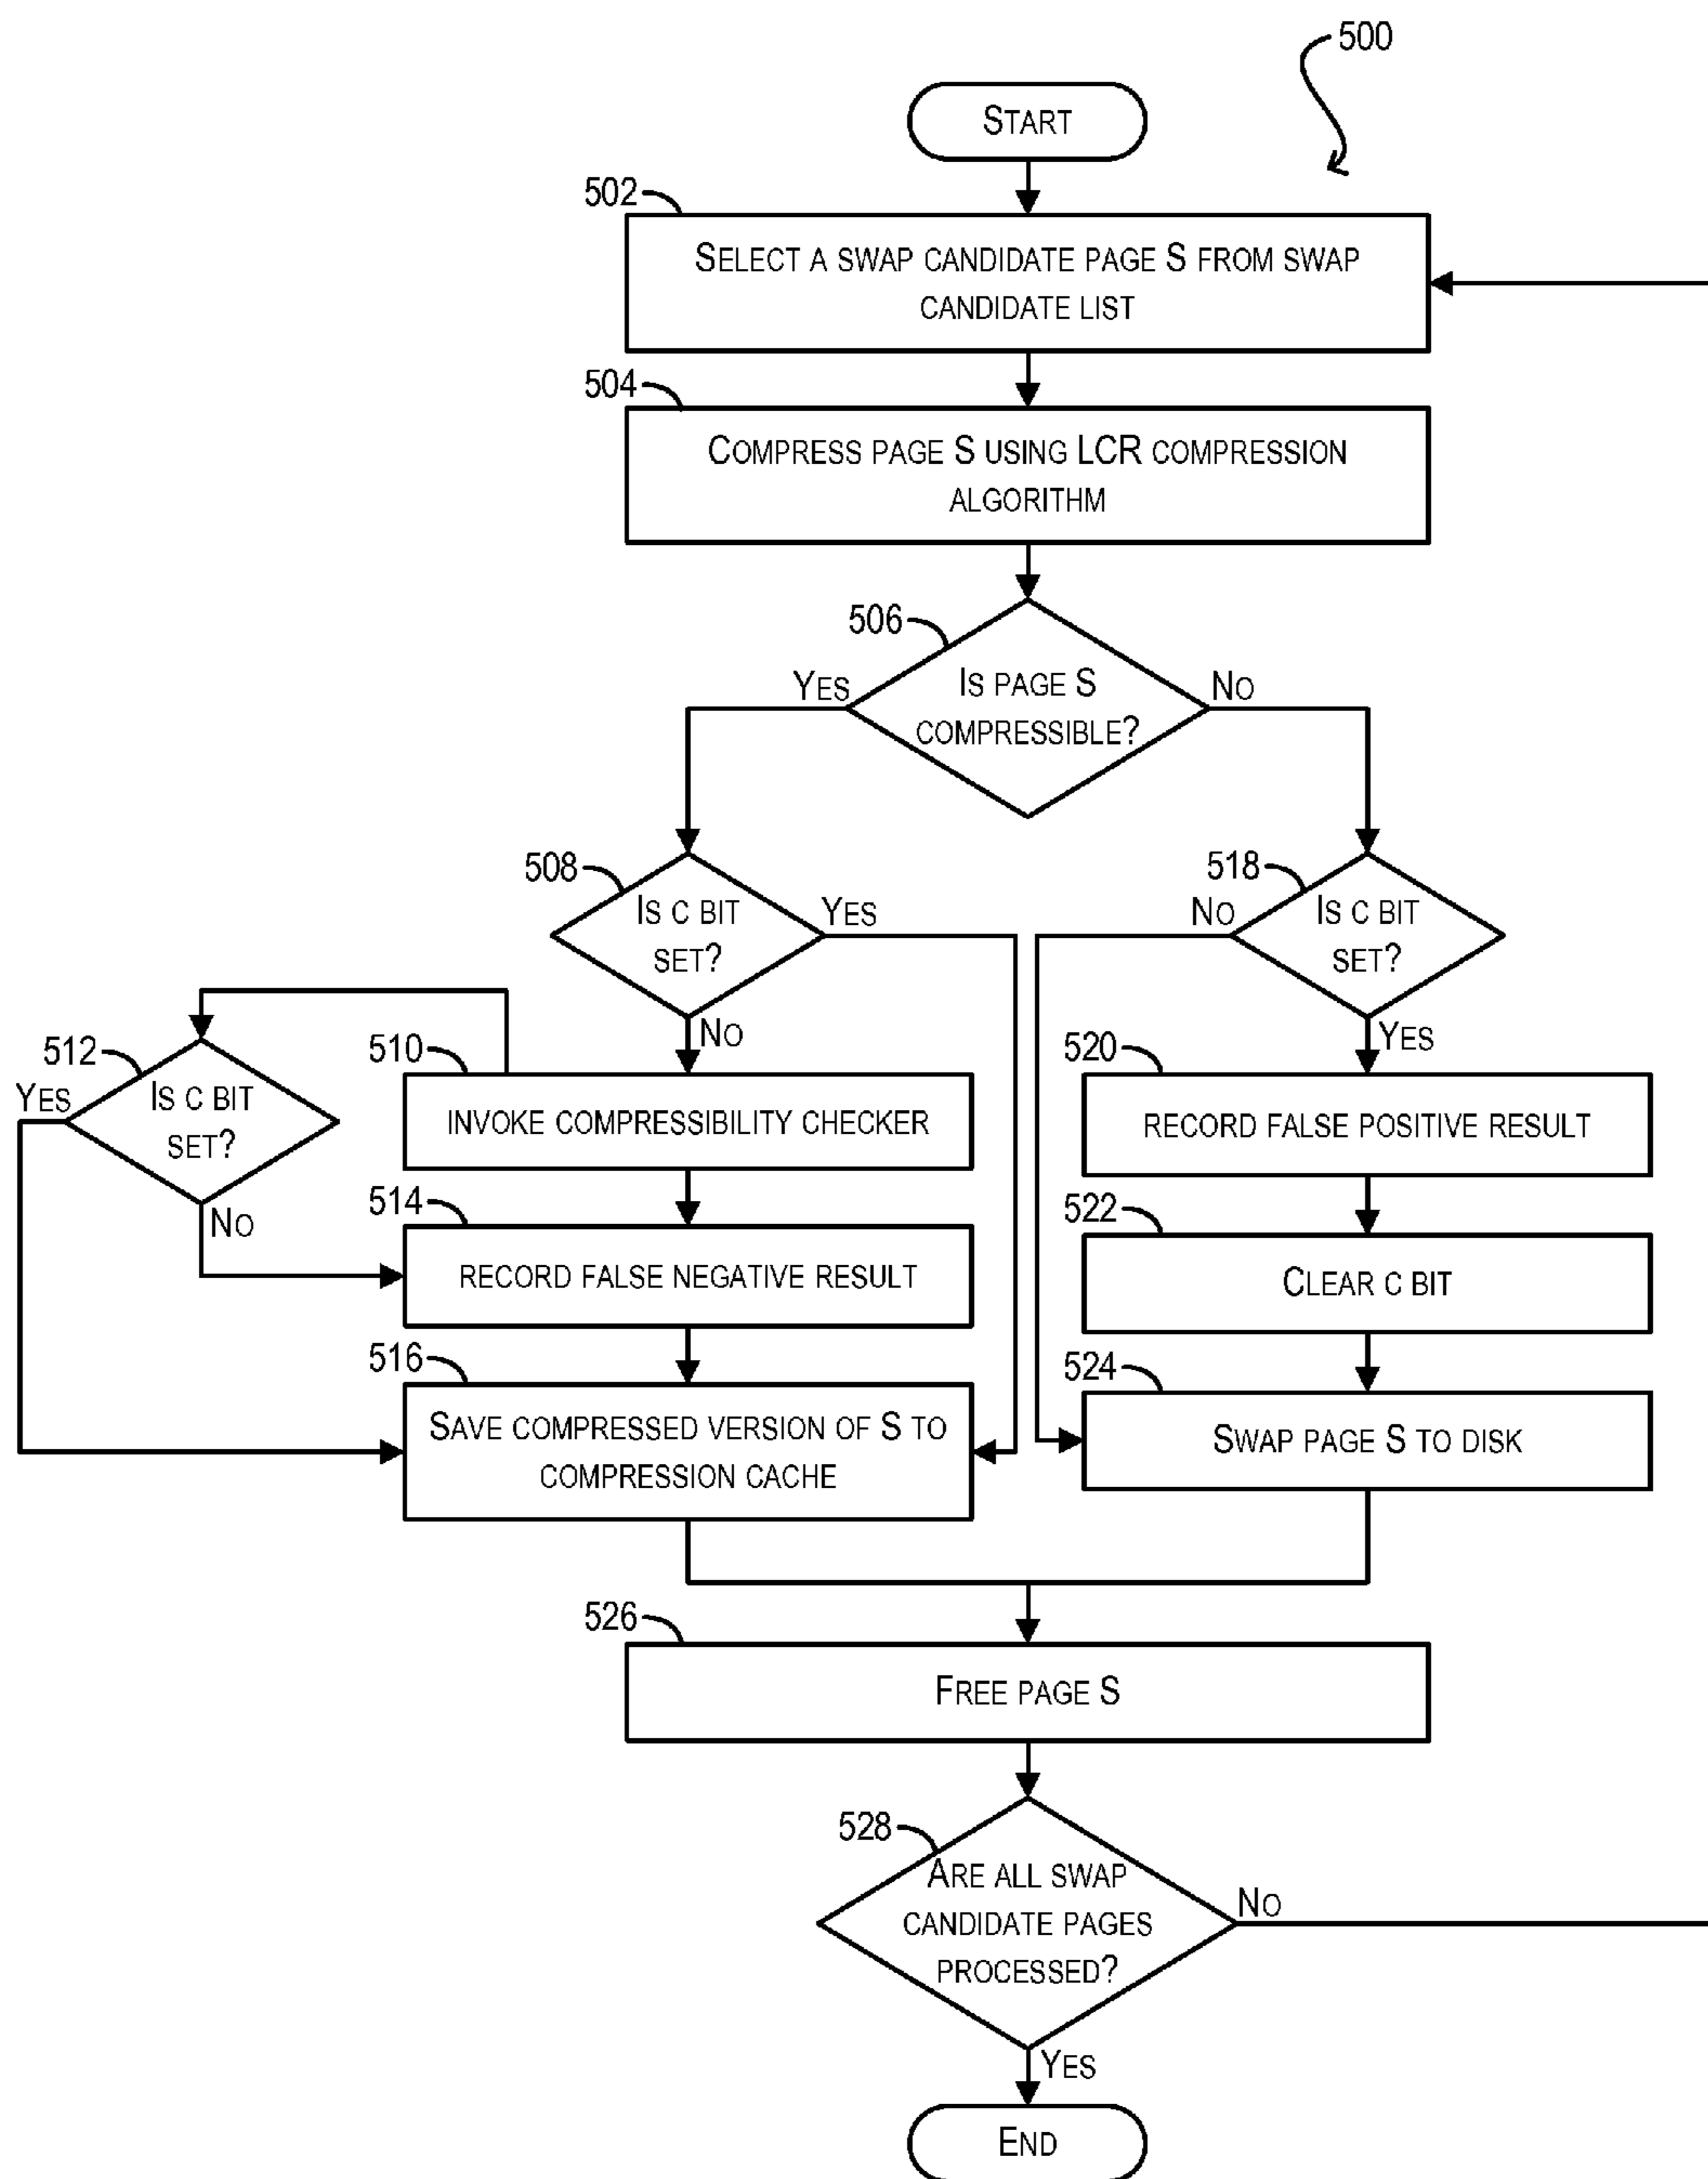 500
START
502
SELECT A SWAP CANDIDATE PAGE S FROM SWAP
CANDIDATE LIST
504
COMPRESS PAGE S USING LCR COMPRESSION
ALGORITHM
506
IS PAGE S
COMPRESSIBLE?
YES
NO
508
IS C BIT
SET?
YES
NO
518
IS C BIT
SET?
NO
YES
512
IS C BIT
SET?
YES
NO
510
INVOKE COMPRESSIBILITY CHECKER
520
RECORD FALSE POSITIVE RESULT
514
RECORD FALSE NEGATIVE RESULT
522
CLEAR C BIT
516
SAVE COMPRESSED VERSION OF S TO
COMPRESSION CACHE
524
SWAP PAGE S TO DISK
526
FREE PAGE S
528
ARE ALL SWAP
CANDIDATE PAGES
PROCESSED?
NO
YES
END